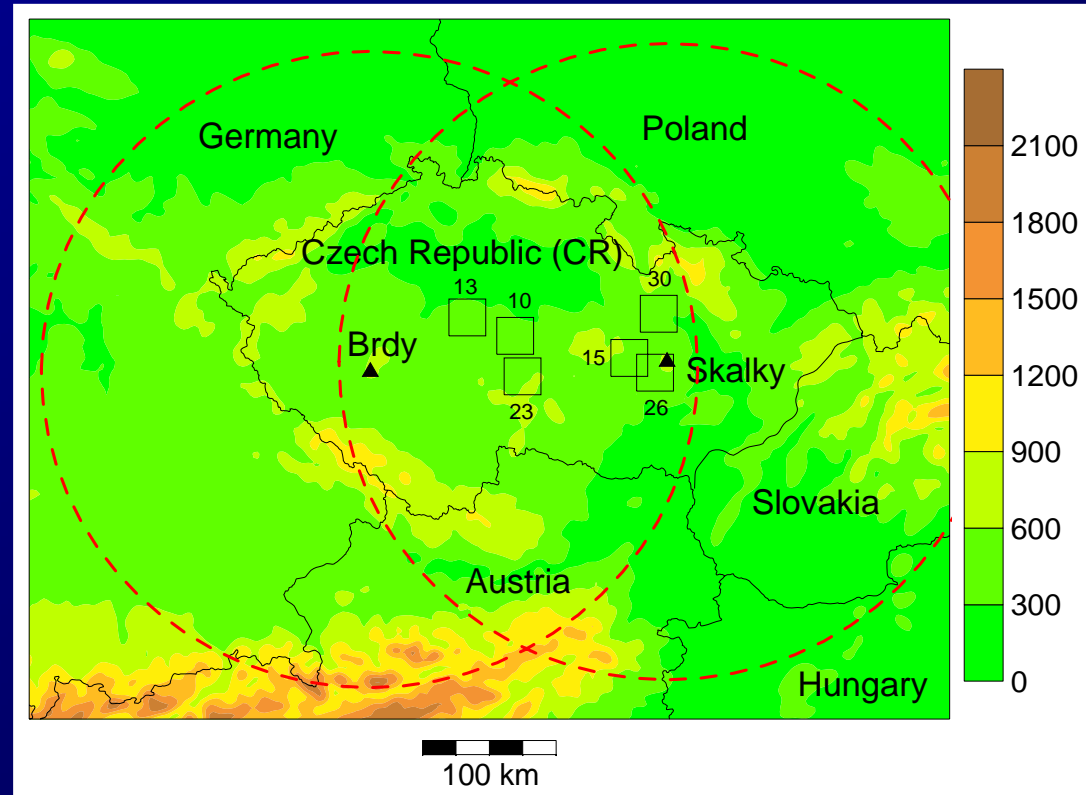 Germany
Poland
Czech Republic (CR)
13
10
30
Brdy
15
Skalky
23
26
Slovakia
Austria
Hungary
2100
1800
1500
1200
900
600
300
0
100 km